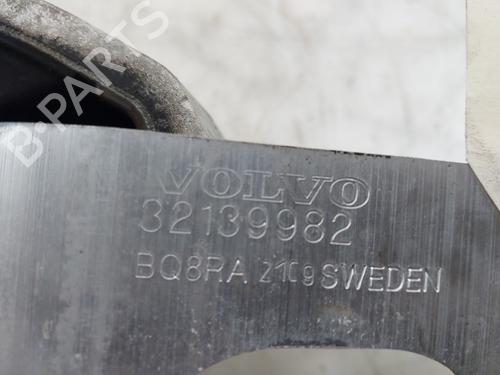 B-PARTS
VOLVO
32139982
BQ8RA 2109 SWEDEN